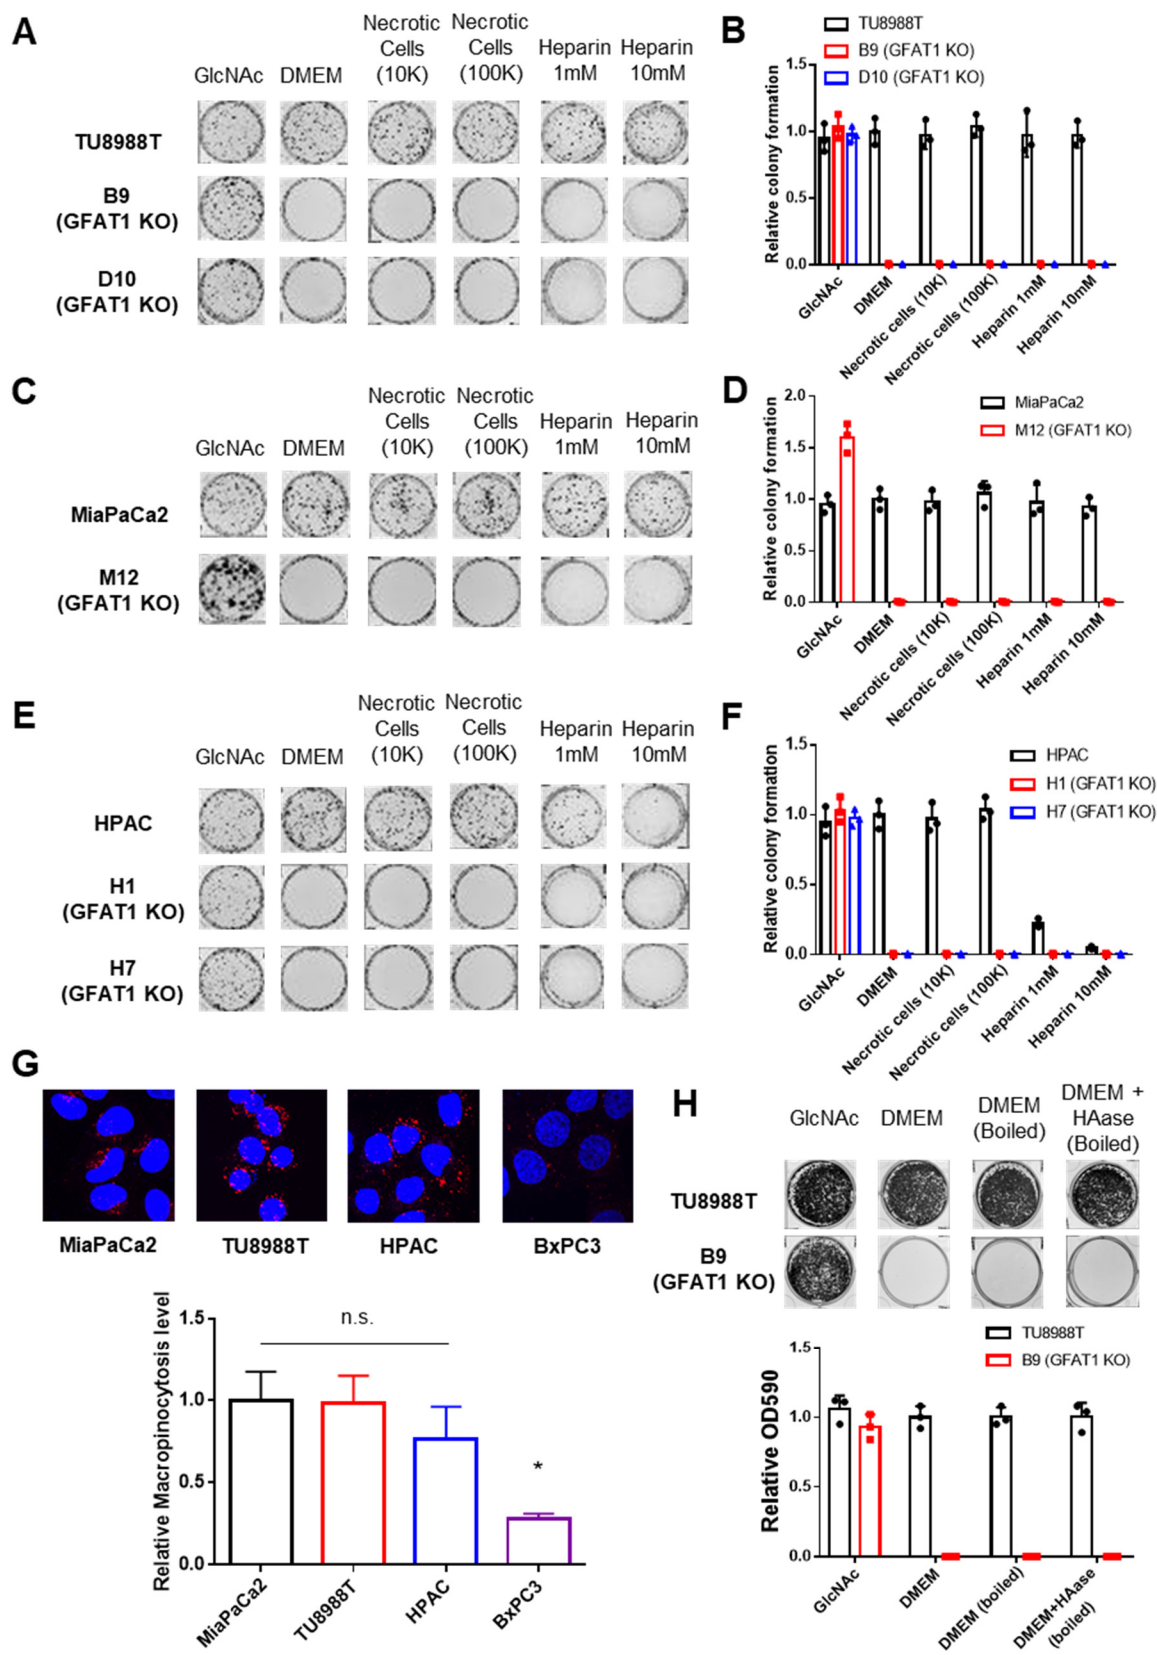 A
GlcNAc
DMEM
Necrotic
Cells
(10K)
Necrotic
Cells
(100K)
Heparin
1mM
Heparin
10mM
TU8988T
B9
(GFAT1 KO)
D10
(GFAT1 KO)
B
TU8988T
B9 (GFAT1 KO)
D10 (GFAT1 KO)
Relative colony formation
1.5
1.0
0.5
0.0
GlcNAc
DMEM
Necrotic cells (10K)
Necrotic cells (100K)
Heparin 1mM
Heparin 10mM
C
GlcNAc
DMEM
Necrotic
Cells
(10K)
Necrotic
Cells
(100K)
Heparin
1mM
Heparin
10mM
MiaPaCa2
M12
(GFAT1 KO)
D
MiaPaCa2
M12 (GFAT1 KO)
Relative colony formation
2.0
1.5
1.0
0.5
0.0
GlcNAc
DMEM
Necrotic cells (10K)
Necrotic cells (100K)
Heparin 1mM
Heparin 10mM
E
GlcNAc
DMEM
Necrotic
Cells
(10K)
Necrotic
Cells
(100K)
Heparin
1mM
Heparin
10mM
HPAC
H1
(GFAT1 KO)
H7
(GFAT1 KO)
F
HPAC
H1 (GFAT1 KO)
H7 (GFAT1 KO)
Relative colony formation
1.5
1.0
0.5
0.0
GlcNAc
DMEM
Necrotic cells (10K)
Necrotic cells (100K)
Heparin 1mM
Heparin 10mM
G
MiaPaCa2
TU8988T
HPAC
BxPC3
Relative Macropinocytosis level
1.5
1.0
0.5
0.0
n.s.
*
MiaPaCa2
TU8988T
HPAC
BxPC3
H
GlcNAc
DMEM
DMEM
(Boiled)
DMEM +
HAase
(Boiled)
TU8988T
B9
(GFAT1 KO)
TU8988T
B9 (GFAT1 KO)
Relative OD590
1.5
1.0
0.5
0.0
GlcNAc
DMEM
DMEM (boiled)
DMEM+HAase
(boiled)